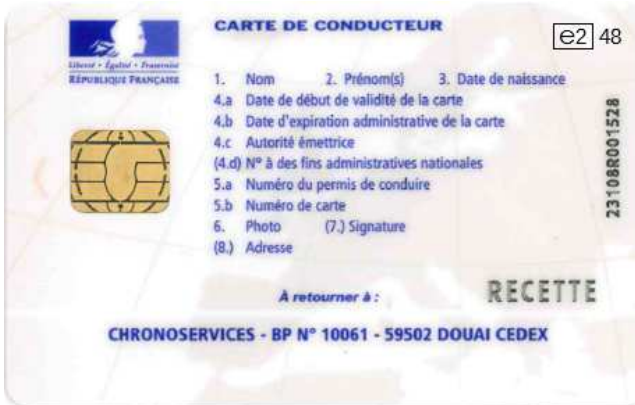 CARTE DE CONDUCTEUR
e2 48
Liberté • Égalité • Fraternité
RÉPUBLIQUE FRANÇAISE
1. Nom 2. Prénom(s) 3. Date de naissance
4.a Date de début de validité de la carte
4.b Date d'expiration administrative de la carte
4.c Autorité émettrice
(4.d) N° à des fins administratives nationales
5.a Numéro du permis de conduire
5.b Numéro de carte
6. Photo (7.) Signature
(8.) Adresse
23108R001528
À retourner à :
RECETTE
CHRONOSERVICES - BP N° 10061 - 59502 DOUAI CEDEX